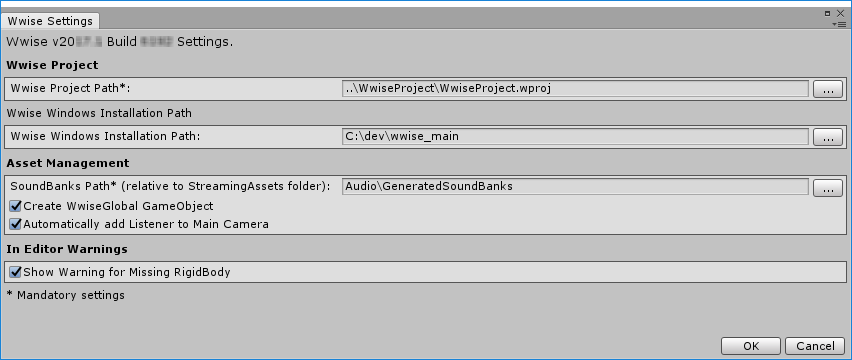 Wwise Settings
Wwise v20 Build Settings.
Wwise Project
Wwise Project Path*:
..\WwiseProject\WwiseProject.wproj
...
Wwise Windows Installation Path
Wwise Windows Installation Path:
C:\dev\wwise_main
...
Asset Management
SoundBanks Path* (relative to StreamingAssets folder):
Audio\GeneratedSoundBanks
...
Create WwiseGlobal GameObject
Automatically add Listener to Main Camera
In Editor Warnings
Show Warning for Missing RigidBody
* Mandatory settings
OK
Cancel